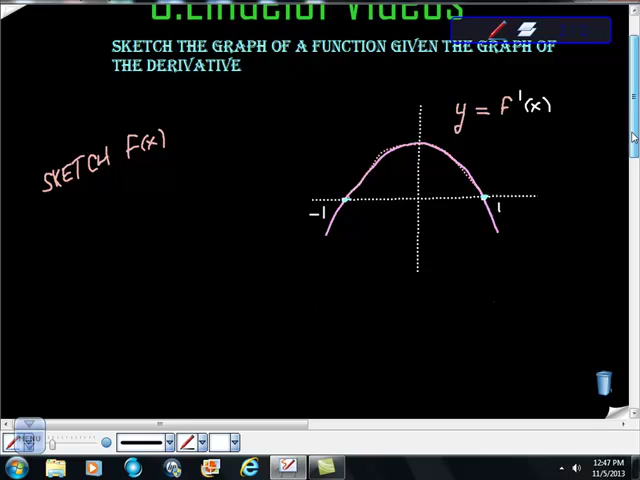 SKETCH THE GRAPH OF A FUNCTION GIVEN THE GRAPH OF
THE DERIVATIVE
y = F'(x)
SKETCH F(x)
-1
1
MENU
12:47 PM
11/5/2013